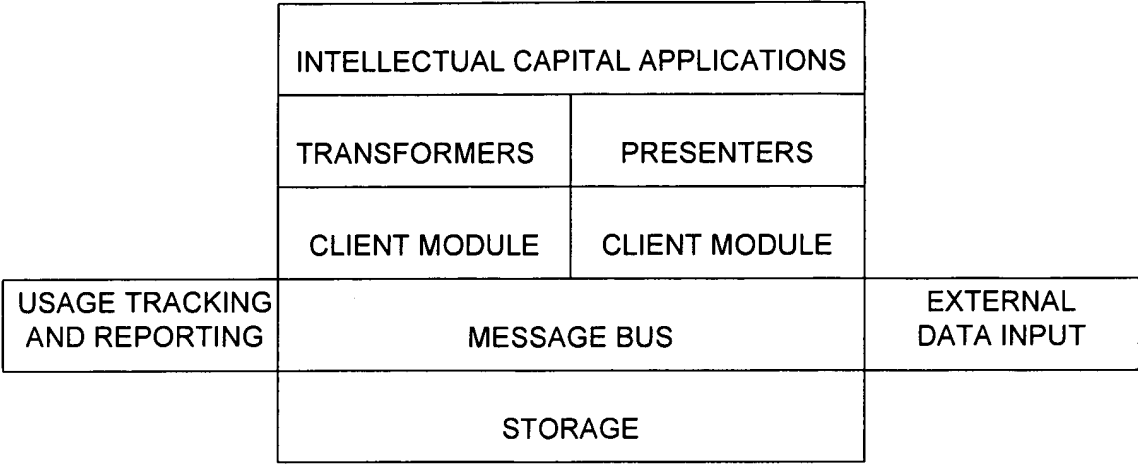 INTELLECTUAL CAPITAL APPLICATIONS
TRANSFORMERS
PRESENTERS
CLIENT MODULE
CLIENT MODULE
USAGE TRACKING
AND REPORTING
MESSAGE BUS
EXTERNAL
DATA INPUT
STORAGE